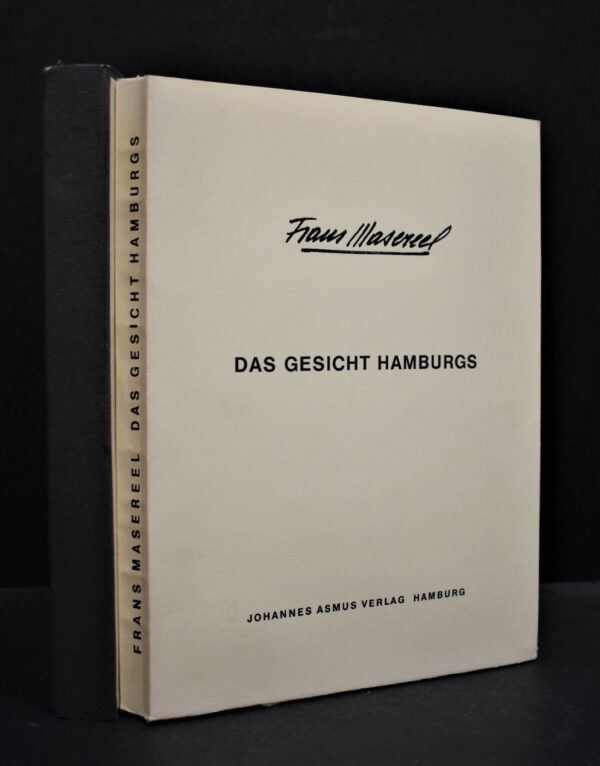 FRANS MASEREEL DAS GESICHT HAMBURGS
Frans Masereel
DAS GESICHT HAMBURGS
JOHANNES ASMUS VERLAG HAMBURG